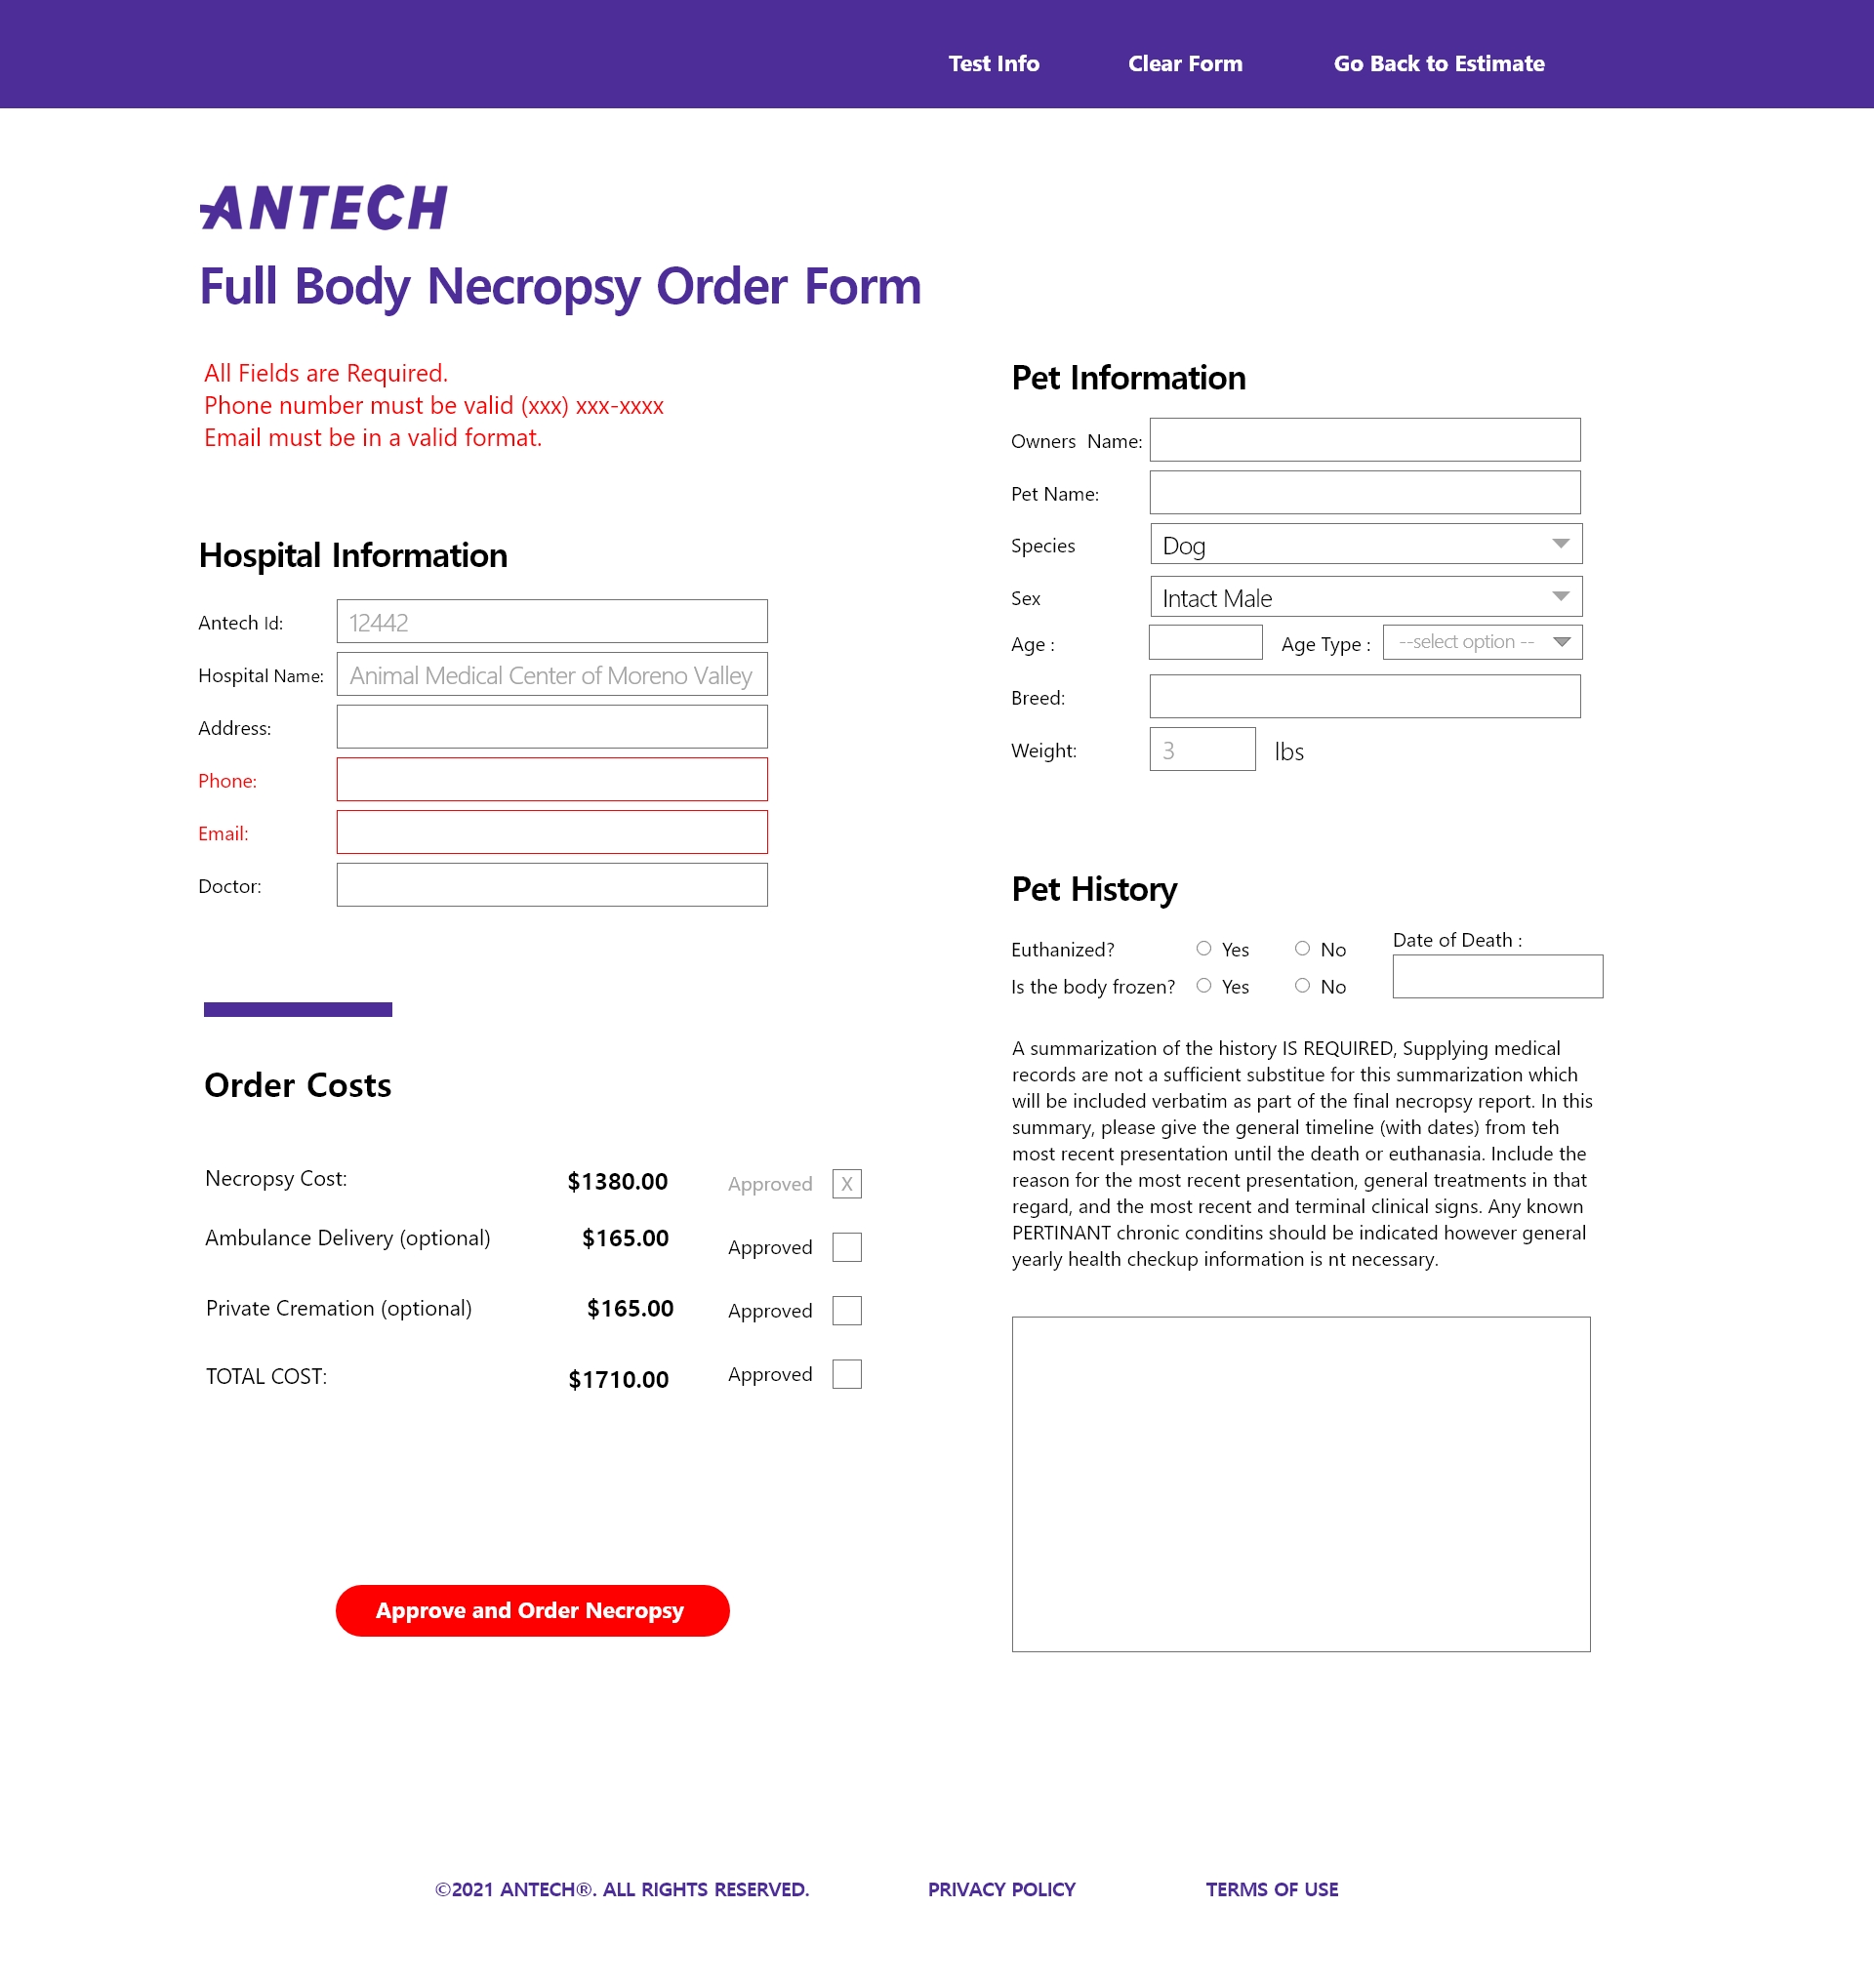 Test Info Clear Form Go Back to Estimate
ANTECH
Full Body Necropsy Order Form
All Fields are Required.
Phone number must be valid (xxx) xxx-xxxx
Email must be in a valid format.
Hospital Information
Antech Id: 12442
Hospital Name: Animal Medical Center of Moreno Valley
Address:
Phone:
Email:
Doctor:
Order Costs
Necropsy Cost: $1380.00 Approved X
Ambulance Delivery (optional) $165.00 Approved
Private Cremation (optional) $165.00 Approved
TOTAL COST: $1710.00 Approved
Approve and Order Necropsy
Pet Information
Owners Name:
Pet Name:
Species Dog
Sex Intact Male
Age : Age Type : --select option --
Breed:
Weight: 3 lbs
Pet History
Euthanized? Yes No Date of Death :
Is the body frozen? Yes No
A summarization of the history IS REQUIRED, Supplying medical
records are not a sufficient substitue for this summarization which
will be included verbatim as part of the final necropsy report. In this
summary, please give the general timeline (with dates) from teh
most recent presentation until the death or euthanasia. Include the
reason for the most recent presentation, general treatments in that
regard, and the most recent and terminal clinical signs. Any known
PERTINANT chronic conditins should be indicated however general
yearly health checkup information is nt necessary.
©2021 ANTECH®. ALL RIGHTS RESERVED. PRIVACY POLICY TERMS OF USE